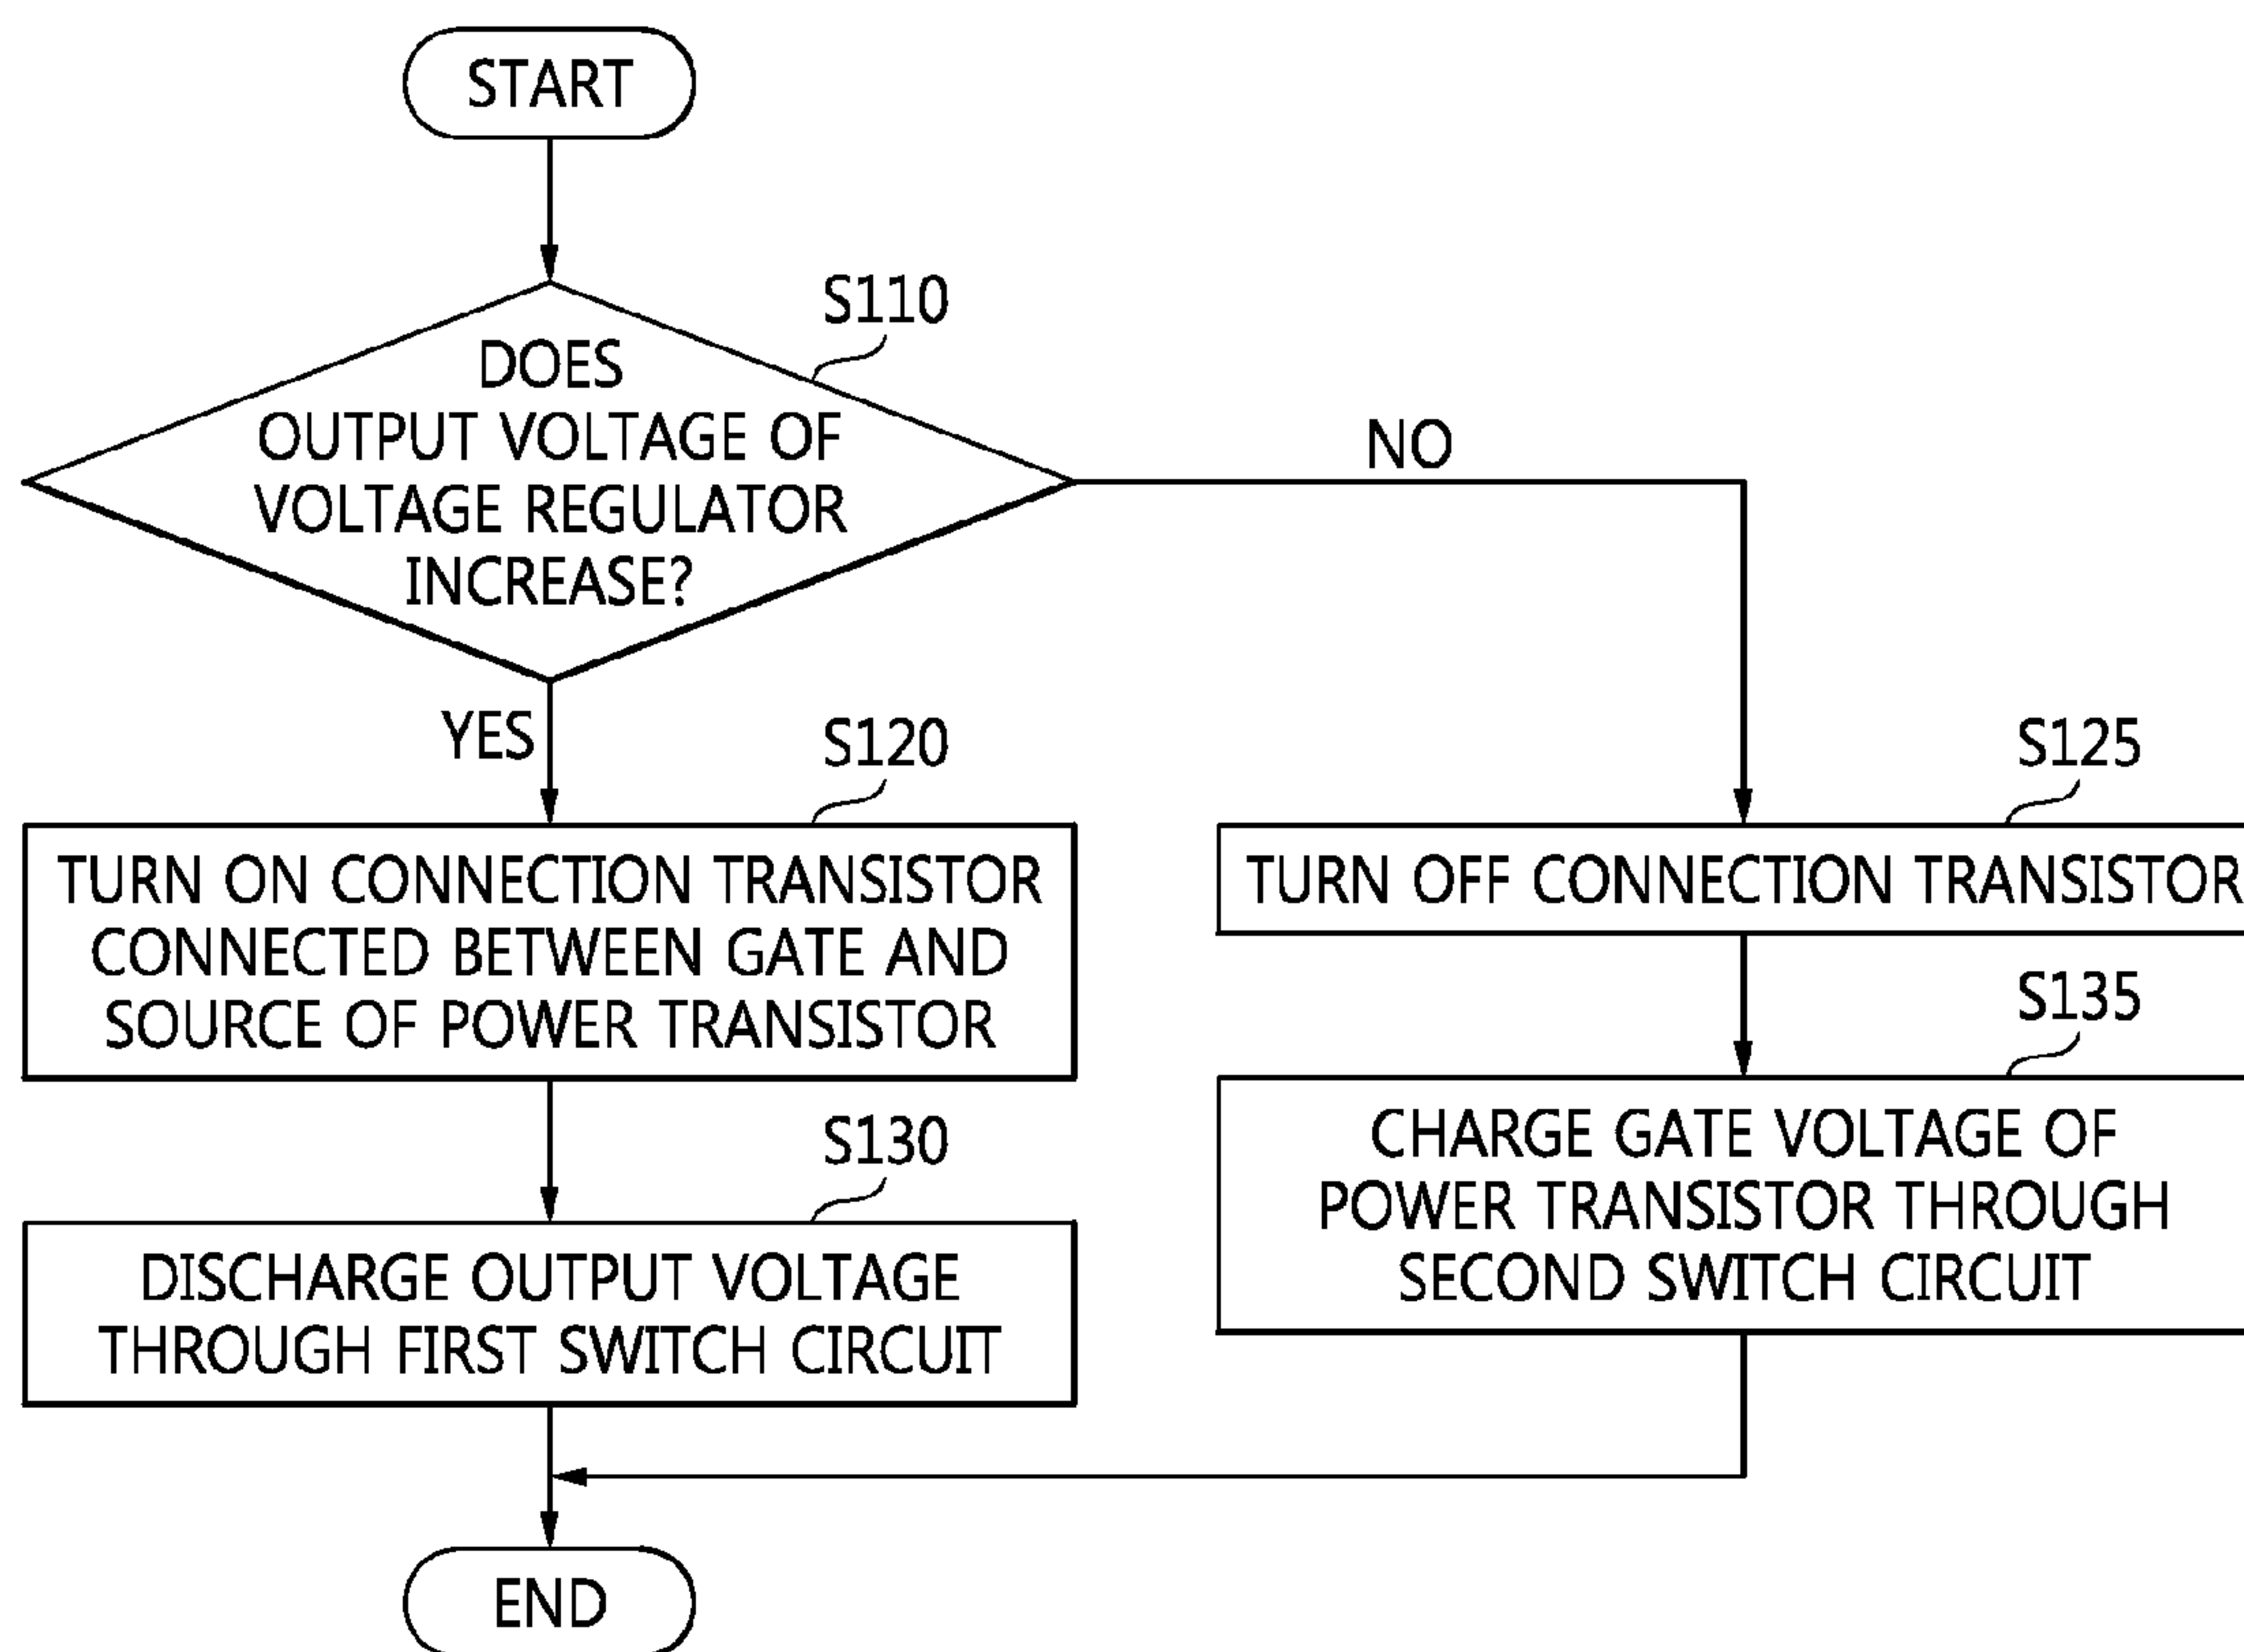 START
S110
DOES
OUTPUT VOLTAGE OF
VOLTAGE REGULATOR
INCREASE?
NO
YES
S120
TURN ON CONNECTION TRANSISTOR
CONNECTED BETWEEN GATE AND
SOURCE OF POWER TRANSISTOR
S130
DISCHARGE OUTPUT VOLTAGE
THROUGH FIRST SWITCH CIRCUIT
S125
TURN OFF CONNECTION TRANSISTOR
S135
CHARGE GATE VOLTAGE OF
POWER TRANSISTOR THROUGH
SECOND SWITCH CIRCUIT
END